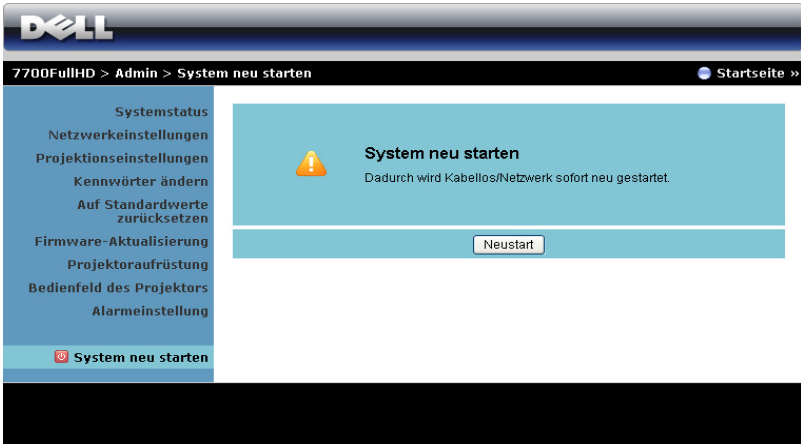 DELL
7700FullHD > Admin > System neu starten
Startseite »
Systemstatus
Netzwerkeinstellungen
Projektionseinstellungen
Kennwörter ändern
Auf Standardwerte
zurücksetzen
Firmware-Aktualisierung
Projektoraufrüstung
Bedienfeld des Projektors
Alarmeinstellung
System neu starten
System neu starten
Dadurch wird Kabellos/Netzwerk sofort neu gestartet.
Neustart